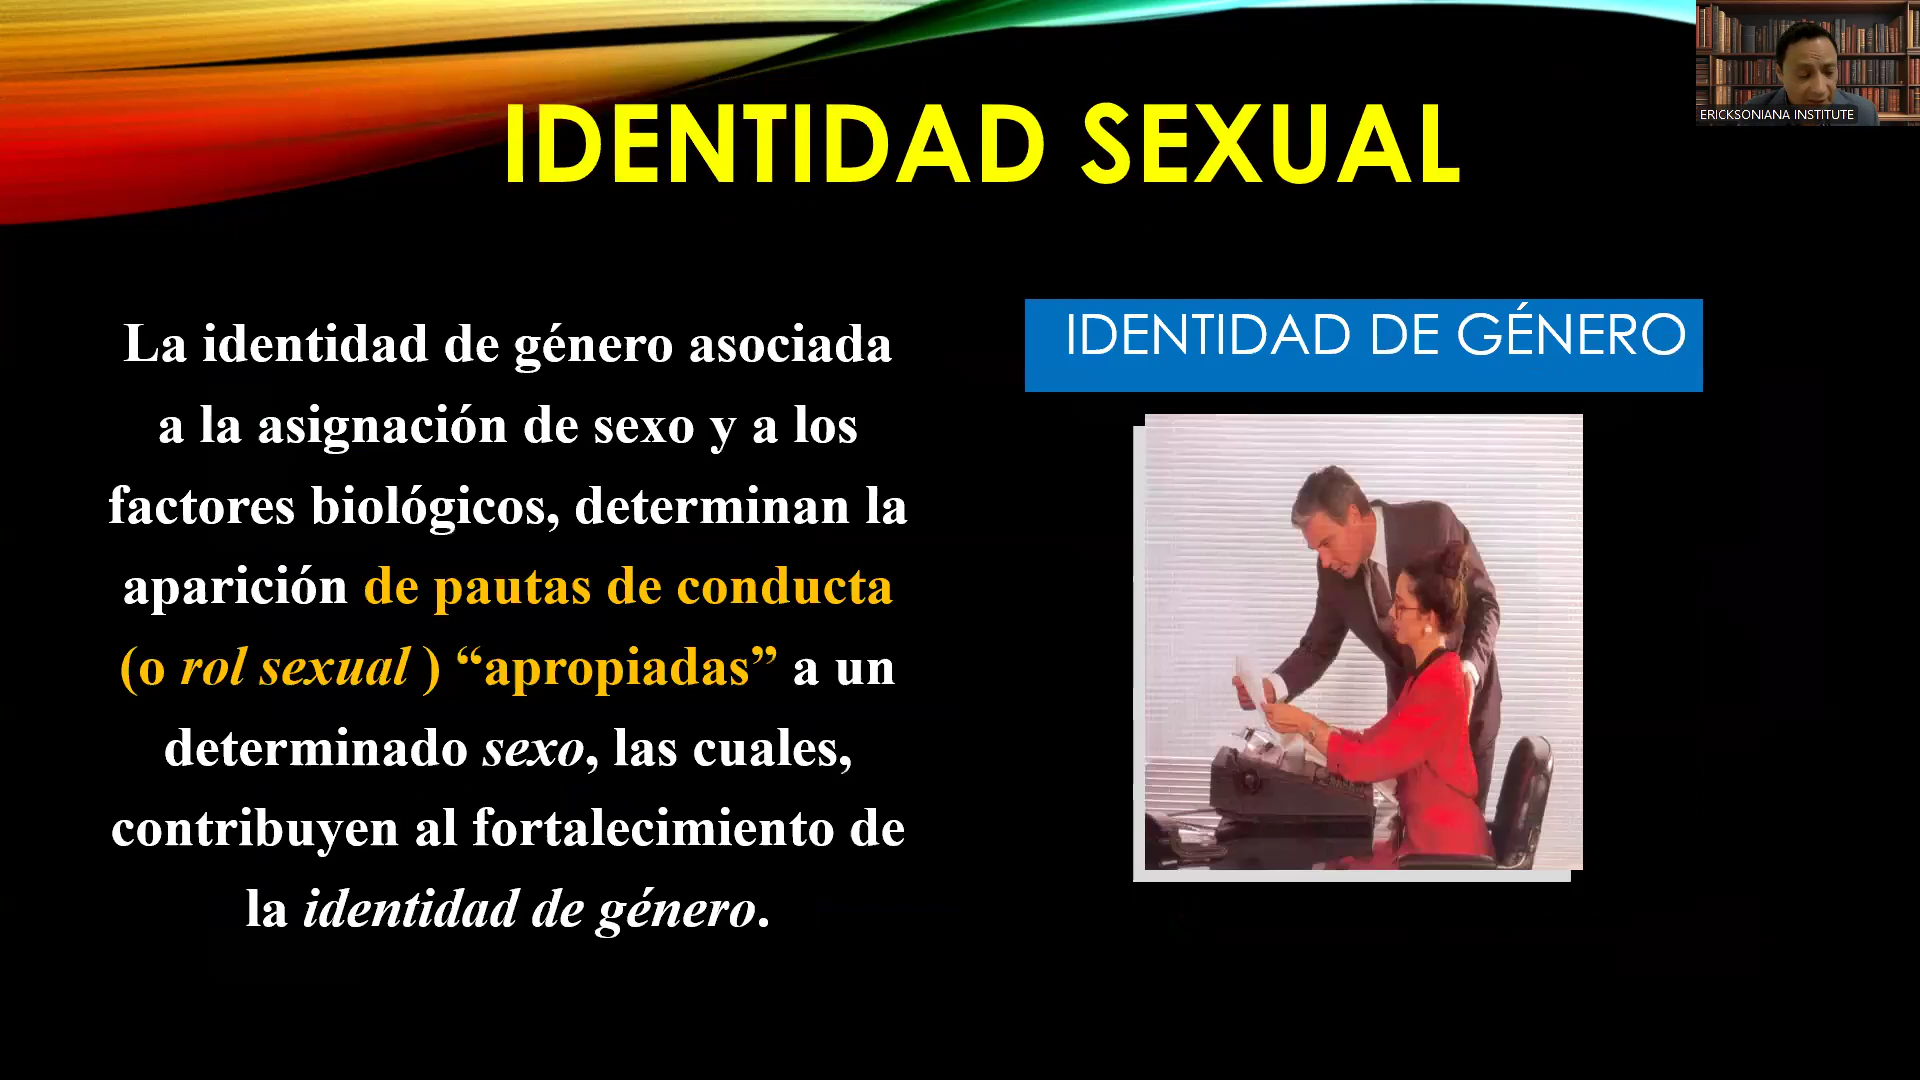 ERICKSONIANA INSTITUTE
IDENTIDAD SEXUAL
La identidad de género asociada
a la asignación de sexo y a los
factores biológicos, determinan la
aparición de pautas de conducta
(o rol sexual ) “apropiadas” a un
determinado sexo, las cuales,
contribuyen al fortalecimiento de
la identidad de género.
IDENTIDAD DE GÉNERO